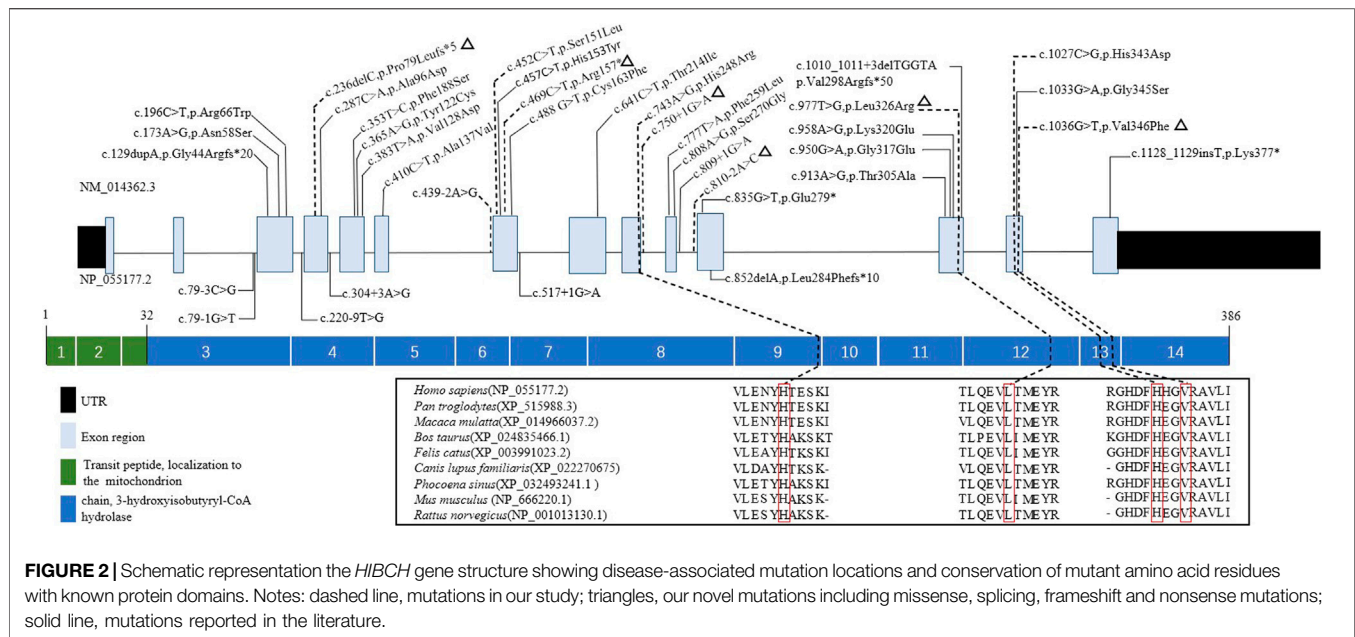 c.196C>T,p.Arg66Trp
c.173A>G,p.Asn58Ser
c.129dupA,p.Gly44Argfs*20
c.236delC,p.Pro79Leufs*5 △
c.287C>A,p.Ala96Asp
c.353T>C,p.Phe188Ser
c.365A>G,p.Tyr122Cys
c.383T>A,p.Val128Asp
c.410C>T,p.Ala137Val
c.439-2A>G
c.452C>T,p.Ser151Leu
c.457C>T,p.His153Tyr
c.469C>T,p.Arg157* △
c.488 G>T,p.Cys163Phe
c.641C>T,p.Thr214Ile
c.743A>G,p.His248Arg
c.750+1G>A △
c.777T>A,p.Phe259Leu
c.808A>G,p.Ser270Gly
c.809+1G>A
c.810-2A>C △
c.835G>T,p.Glu279*
c.1010_1011+3delTGGTA
p.Val298Argfs*50
c.977T>G,p.Leu326Arg △
c.958A>G,p.Lys320Glu
c.950G>A,p.Gly317Glu
c.913A>G,p.Thr305Ala
c.1027C>G,p.His343Asp
c.1033G>A,p.Gly345Ser
c.1036G>T,p.Val346Phe △
c.1128_1129insT,p.Lys377*
NM_014362.3
NP_055177.2
c.79-3C>G
c.79-1G>T
c.304+3A>G
c.220-9T>G
c.517+1G>A
c.852delA,p.Leu284Phefs*10
1 32 386
1 2 3 4 5 6 7 8 9 10 11 12 13 14
UTR
Exon region
Transit peptide, localization to
the mitochondrion
chain, 3-hydroxyisobutyryl-CoA
hydrolase
Homo sapiens(NP_055177.2) VLENYHTESKI TLQEVLTMEYR RGHDFHHGVRAVLI
Pan troglodytes(XP_515988.3) VLENYHTESKI TLQEVLTMEYR RGHDFHEGVRAVLI
Macaca mulatta(XP_014966037.2) VLENYHTESKI TLQEVLTMEYR RGHDFHEGVRAVLI
Bos taurus(XP_024835466.1) VLETYHAKSKT TLPEVLIMEYR KGHDFHEGVRAVLI
Felis catus(XP_003991023.2) VLEAYHTKSKI TLQEVLIMEYR GGHDFHEGVRAVLI
Canis lupus familiaris(XP_022270675) VLDAYHTKSK- TLQEVLTMEYR -GHDFHEGVRAVLI
Phocoena sinus(XP_032493241.1 ) VLETYHAKSKI TLQEVLTMEYR RGHDFHEGVRAVLI
Mus musculus (NP_666220.1) VLESYHAKSK- TLQEVLIMEYR -GHDFHEGVRAVLI
Rattus norvegicus(NP_001013130.1) VLESYHAKSK- TLQEVLTMEYR -GHDFHEGVRAVLI
FIGURE 2 | Schematic representation the HIBCH gene structure showing disease-associated mutation locations and conservation of mutant amino acid residues
with known protein domains. Notes: dashed line, mutations in our study; triangles, our novel mutations including missense, splicing, frameshift and nonsense mutations;
solid line, mutations reported in the literature.